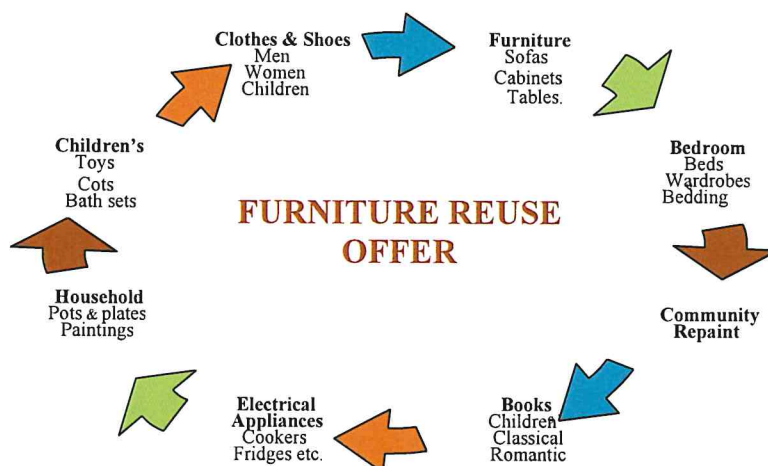 Clothes & Shoes
Men
Women
Children
Furniture
Sofas
Cabinets
Tables.
Bedroom
Beds
Wardrobes
Bedding
Community
Repaint
Books
Children
Classical
Romantic
Electrical
Appliances
Cookers
Fridges etc.
Household
Pots & plates
Paintings
Children's
Toys
Cots
Bath sets
FURNITURE REUSE
OFFER